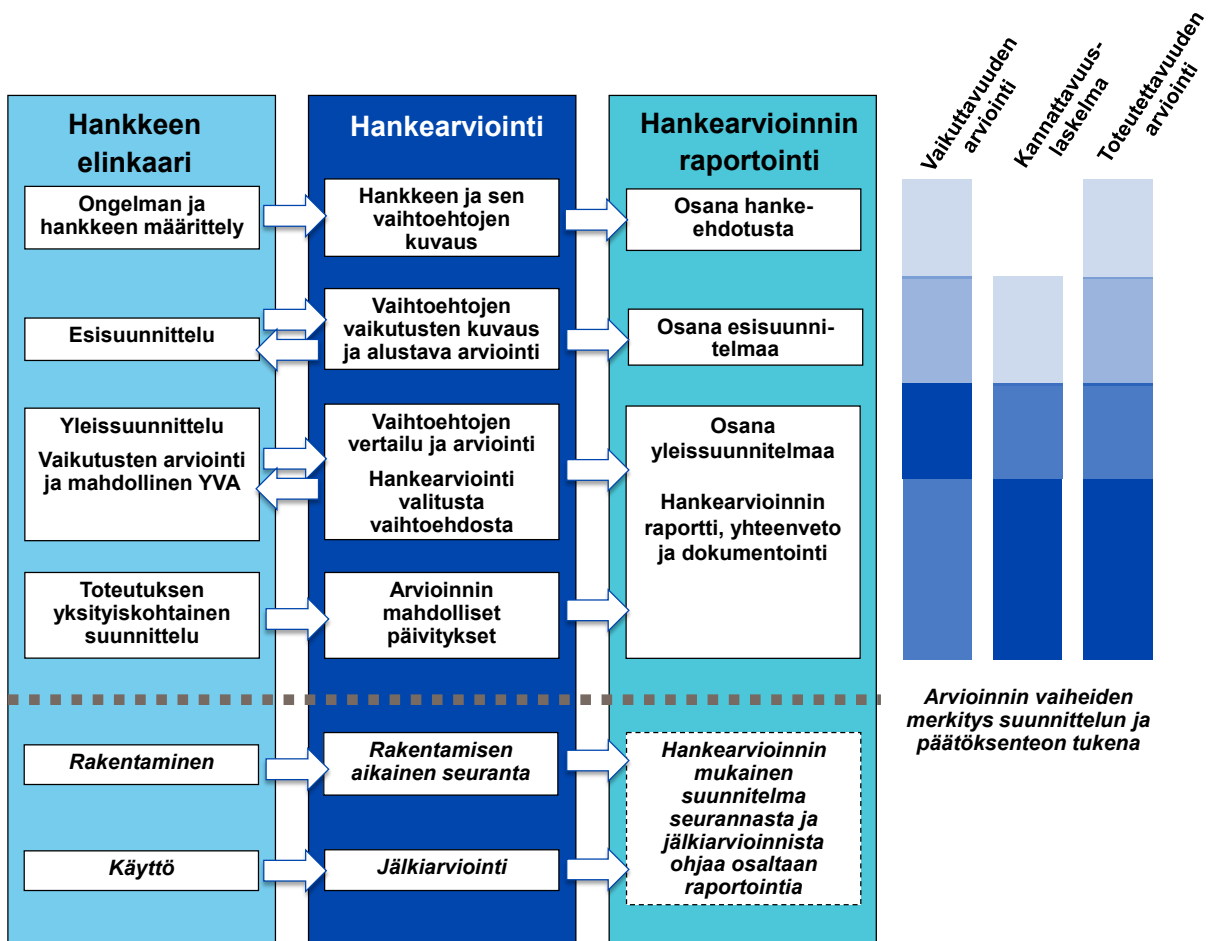 Hankkeen
elinkaari
Ongelman ja
hankkeen määrittely
Esisuunnittelu
Yleissuunnittelu
Vaikutusten arviointi
ja mahdollinen YVA
Toteutuksen
yksityiskohtainen
suunnittelu
Rakentaminen
Käyttö
Hankearviointi
Hankkeen ja sen
vaihtoehtojen
kuvaus
Vaihtoehtojen
vaikutusten kuvaus
ja alustava arviointi
Vaihtoehtojen
vertailu ja arviointi
Hankearviointi
valitusta
vaihtoehdosta
Arvioinnin
mahdolliset
päivitykset
Rakentamisen
aikainen seuranta
Jälkiarviointi
Hankearvioinnin
raportointi
Osana hanke-
ehdotusta
Osana esisuunni-
telmaa
Osana
yleissuunnitelmaa
Hankearvioinnin
raportti, yhteenveto
ja dokumentointi
Hankearvioinnin
mukainen
suunnitelma
seurannasta ja
jälkiarvioinnista
ohjaa osaltaan
raportointia
Vaikuttavuuden
arviointi
Kannattavuus-
laskelma
Toteutettavuuden
arviointi
Arvioinnin vaiheiden
merkitys suunnittelun ja
päätöksenteon tukena